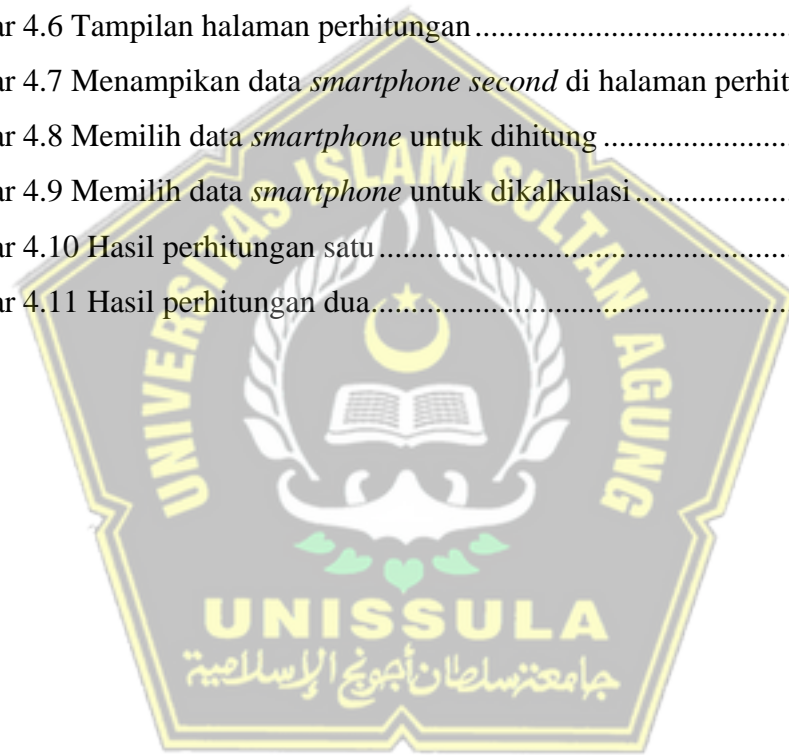 ar 4.6 Tampilan halaman perhitungan........................................
ar 4.7 Menampikan data smartphone second di halaman perhit
ar 4.8 Memilih data smartphone untuk dihitung........................
ar 4.9 Memilih data smartphone untuk dikalkulasi....................
ar 4.10 Hasil perhitungan satu....................................................
ar 4.11 Hasil perhitungan dua.....................................................
UNIVERSITAS ISLAM SULTAN AGUNG
UNISSULA
جامعة سلطان أجونج الإسلامية